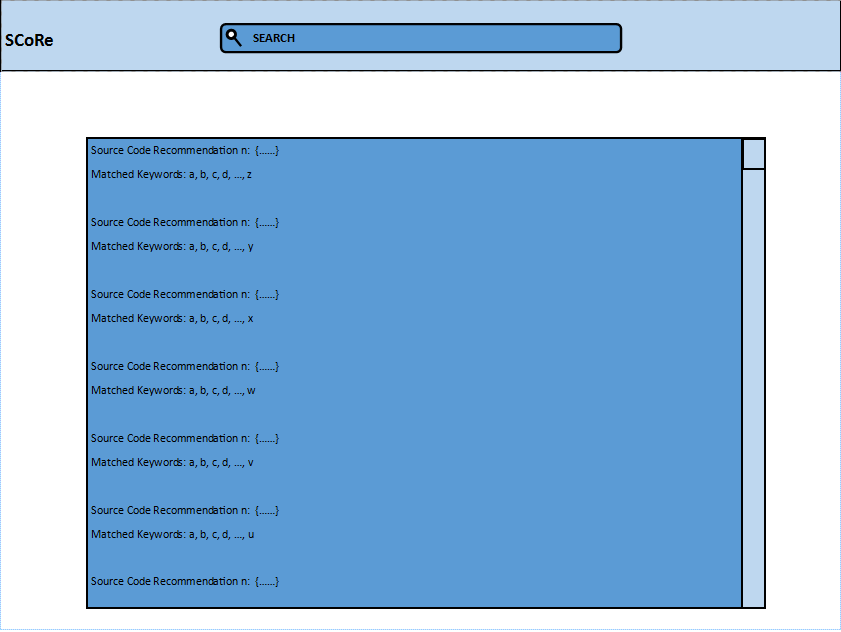 SCoRe
SEARCH
Source Code Recommendation n: {......}
Matched Keywords: a, b, c, d, ..., z
Source Code Recommendation n: {......}
Matched Keywords: a, b, c, d, ..., y
Source Code Recommendation n: {......}
Matched Keywords: a, b, c, d, ..., x
Source Code Recommendation n: {......}
Matched Keywords: a, b, c, d, ..., w
Source Code Recommendation n: {......}
Matched Keywords: a, b, c, d, ..., v
Source Code Recommendation n: {......}
Matched Keywords: a, b, c, d, ..., u
Source Code Recommendation n: {......}